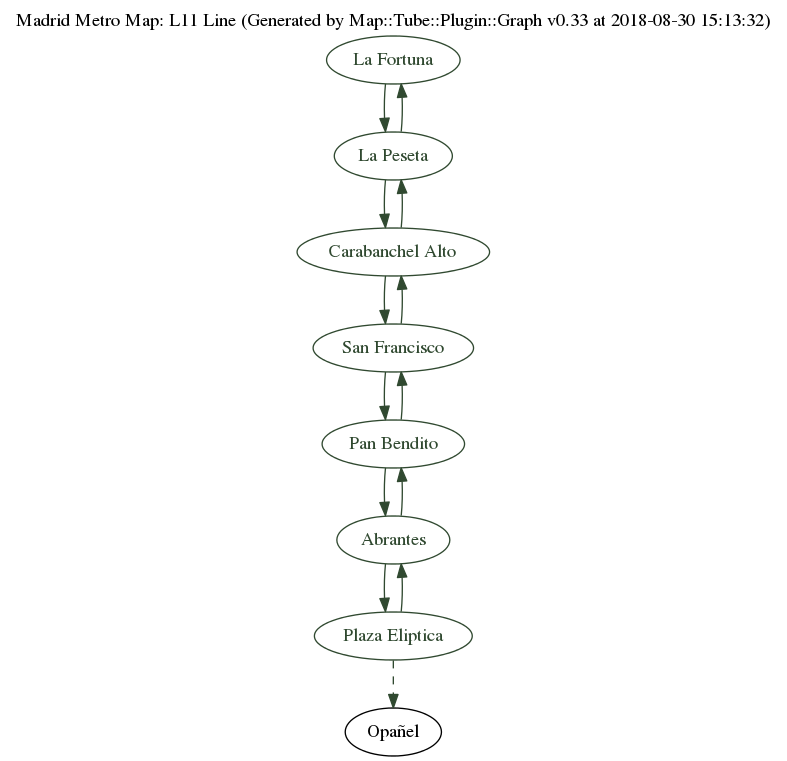 Madrid Metro Map: L11 Line (Generated by Map::Tube::Plugin::Graph v0.33 at 2018-08-30 15:13:32)
La Fortuna
La Peseta
Carabanchel Alto
San Francisco
Pan Bendito
Abrantes
Plaza Eliptica
Opañel